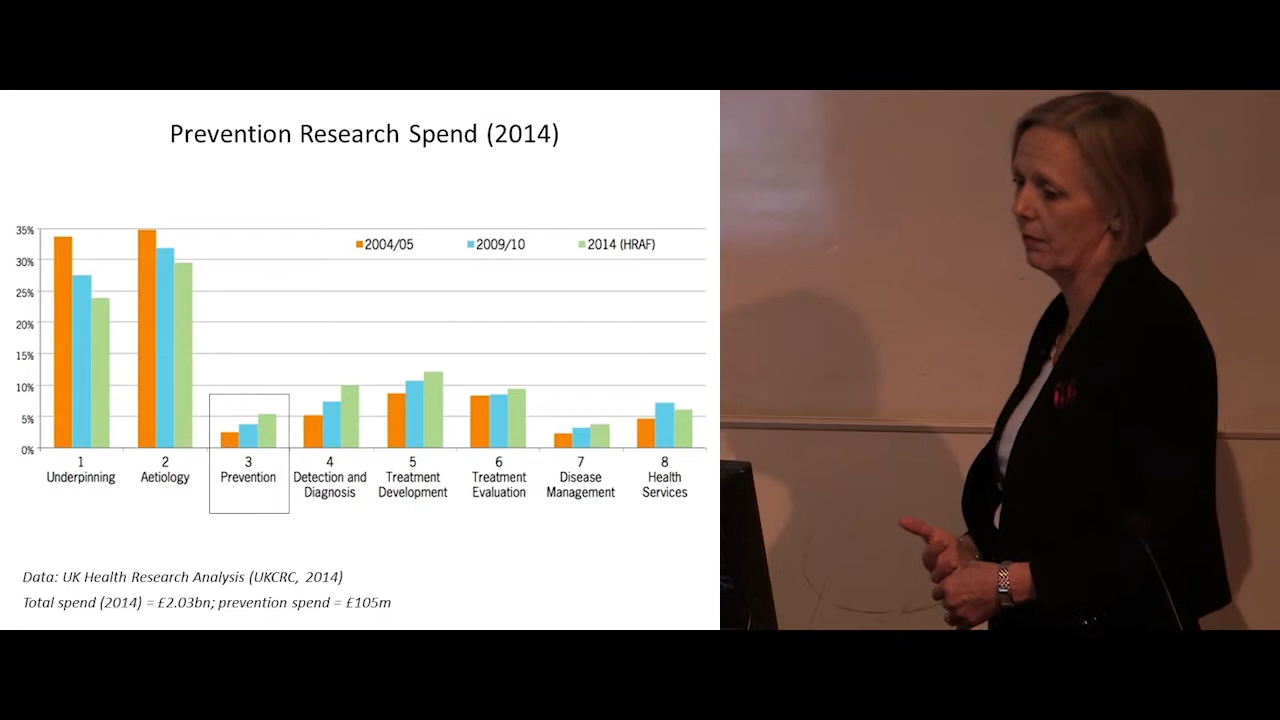 Prevention Research Spend (2014)
35%
30%
25%
20%
15%
10%
5%
0%
2004/05
2009/10
2014 (HRAF)
1
Underpinning
2
Aetiology
3
Prevention
4
Detection and
Diagnosis
5
Treatment
Development
6
Treatment
Evaluation
7
Disease
Management
8
Health
Services
Data: UK Health Research Analysis (UKCRC, 2014)
Total spend (2014) = £2.03bn; prevention spend = £105m